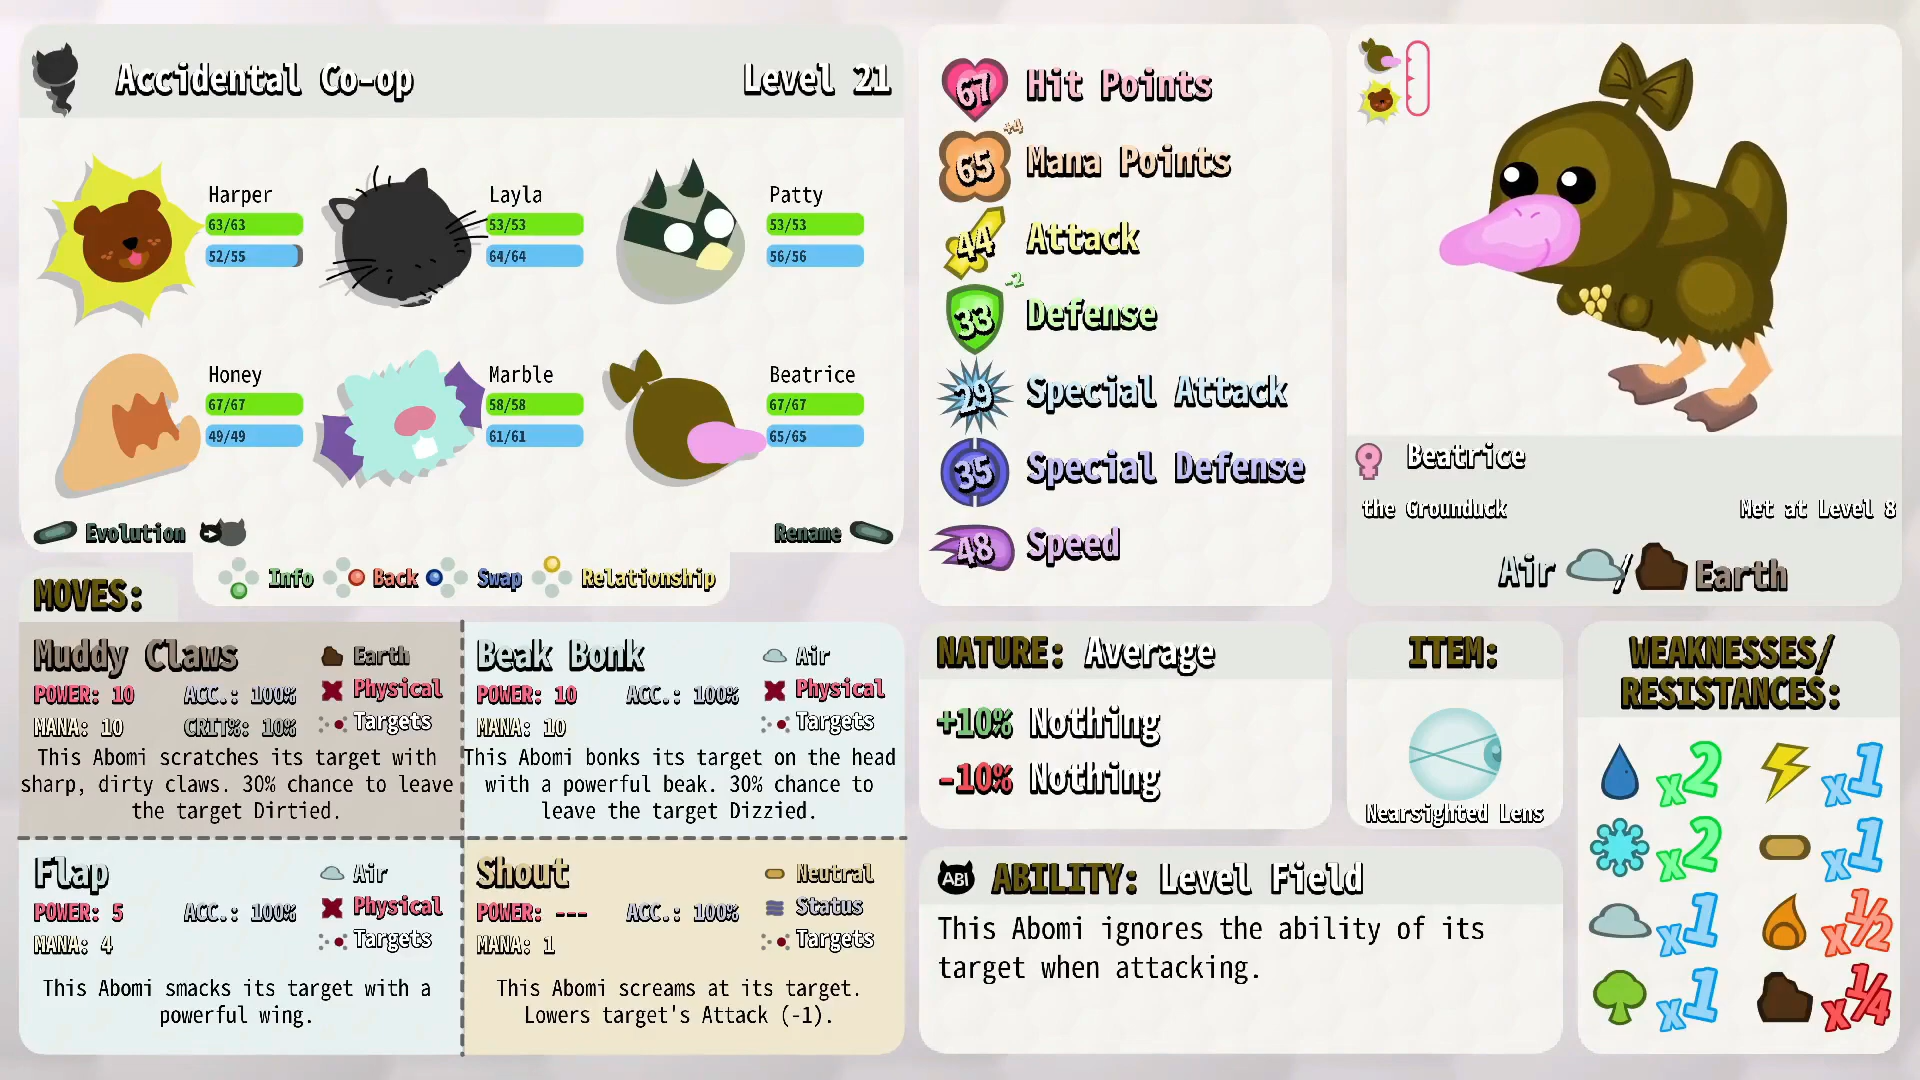 Accidental Co-op
Level 21
Harper
63/63
52/55
Layla
53/53
64/64
Patty
53/53
56/56
Honey
67/67
49/49
Marble
58/58
61/61
Beatrice
67/67
65/65
Evolution
Rename
Info
Back
Swap
Relationship
67 Hit Points
+4
65 Mana Points
44 Attack
-2
33 Defense
29 Special Attack
35 Special Defense
48 Speed
Beatrice
the Grounduck
Met at Level 8
Air / Earth
MOVES:
Muddy Claws
Earth
POWER: 10
ACC.: 100%
Physical
MANA: 10
CRIT%: 10%
Targets
This Abomi scratches its target with
sharp, dirty claws. 30% chance to leave
the target Dirtied.
Beak Bonk
Air
POWER: 10
ACC.: 100%
Physical
MANA: 10
Targets
This Abomi bonks its target on the head
with a powerful beak. 30% chance to
leave the target Dizzied.
Flap
Air
POWER: 5
ACC.: 100%
Physical
MANA: 4
Targets
This Abomi smacks its target with a
powerful wing.
Shout
Neutral
POWER: ---
ACC.: 100%
Status
MANA: 1
Targets
This Abomi screams at its target.
Lowers target's Attack (-1).
NATURE: Average
+10% Nothing
-10% Nothing
ITEM:
Nearsighted Lens
ABI ABILITY: Level Field
This Abomi ignores the ability of its
target when attacking.
WEAKNESSES/
RESISTANCES:
x2 x1
x2 x1
x1 x1/2
x1 x1/4